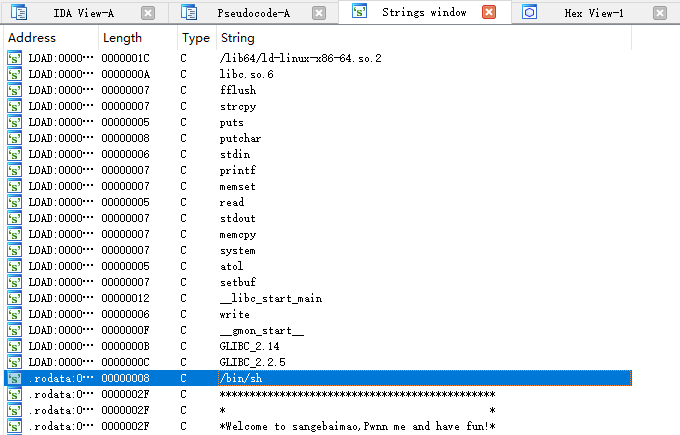 IDA View-A Pseudocode-A Strings window Hex View-1
Address Length Type String
LOAD:0000··· 0000001C C /lib64/ld-linux-x86-64.so.2
LOAD:0000··· 0000000A C libc.so.6
LOAD:0000··· 00000007 C fflush
LOAD:0000··· 00000007 C strcpy
LOAD:0000··· 00000005 C puts
LOAD:0000··· 00000008 C putchar
LOAD:0000··· 00000006 C stdin
LOAD:0000··· 00000007 C printf
LOAD:0000··· 00000007 C memset
LOAD:0000··· 00000005 C read
LOAD:0000··· 00000007 C stdout
LOAD:0000··· 00000007 C memcpy
LOAD:0000··· 00000007 C system
LOAD:0000··· 00000005 C atol
LOAD:0000··· 00000007 C setbuf
LOAD:0000··· 00000012 C __libc_start_main
LOAD:0000··· 00000006 C write
LOAD:0000··· 0000000F C __gmon_start__
LOAD:0000··· 0000000B C GLIBC_2.14
LOAD:0000··· 0000000C C GLIBC_2.2.5
.rodata:0··· 00000008 C /bin/sh
.rodata:0··· 0000002F C **********************************************
.rodata:0··· 0000002F C *                                            *
.rodata:0··· 0000002F C *Welcome to sangebaimao,Pwnn me and have fun!*